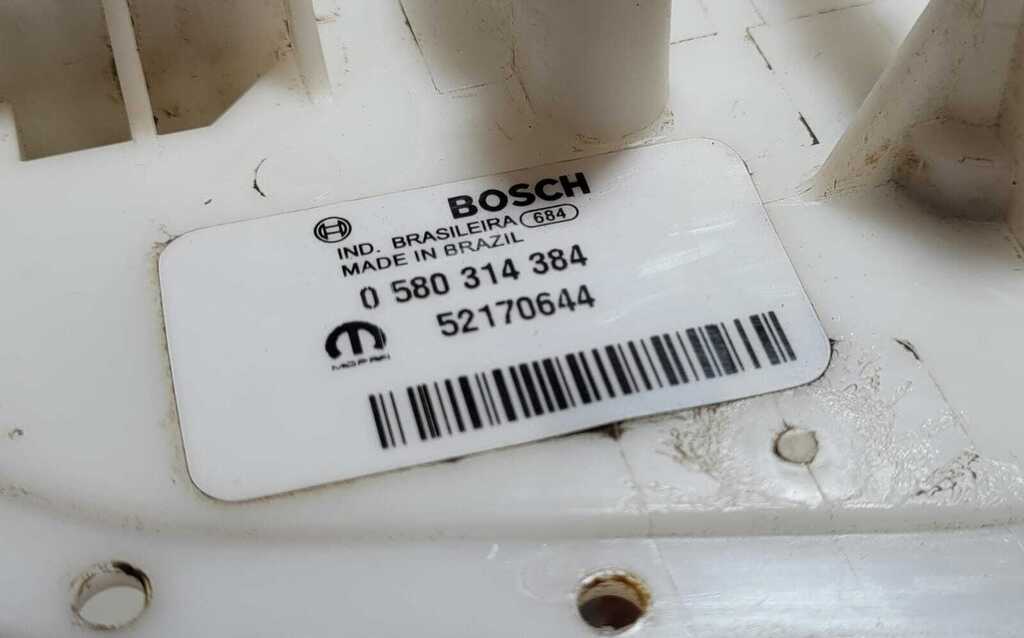 BOSCH
IND. BRASILEIRA 684
MADE IN BRAZIL
0 580 314 384
52170644
MOPAR